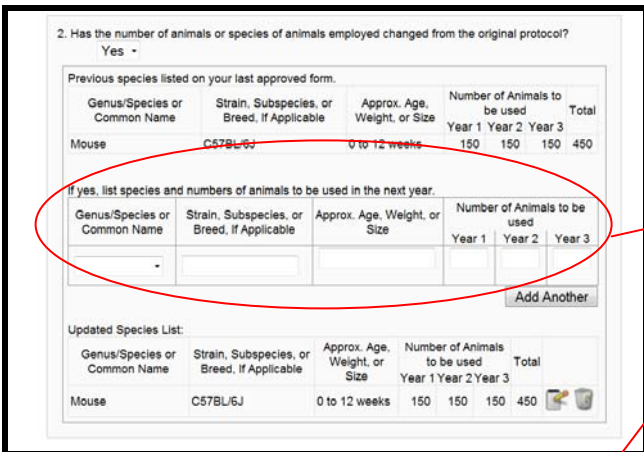 2. Has the number of animals or species of animals employed changed from the original protocol?
Yes
Previous species listed on your last approved form.
Genus/Species or Common Name Strain, Subspecies, or Breed, If Applicable Approx. Age, Weight, or Size Number of Animals to be used Total
Year 1 Year 2 Year 3
Mouse C57BL/6J 0 to 12 weeks 150 150 150 450
If yes, list species and numbers of animals to be used in the next year.
Genus/Species or Common Name Strain, Subspecies, or Breed, If Applicable Approx. Age, Weight, or Size Number of Animals to be used
Year 1 Year 2 Year 3
Add Another
Updated Species List:
Genus/Species or Common Name Strain, Subspecies, or Breed, If Applicable Approx. Age, Weight, or Size Number of Animals to be used Total
Year 1 Year 2 Year 3
Mouse C57BL/6J 0 to 12 weeks 150 150 150 450